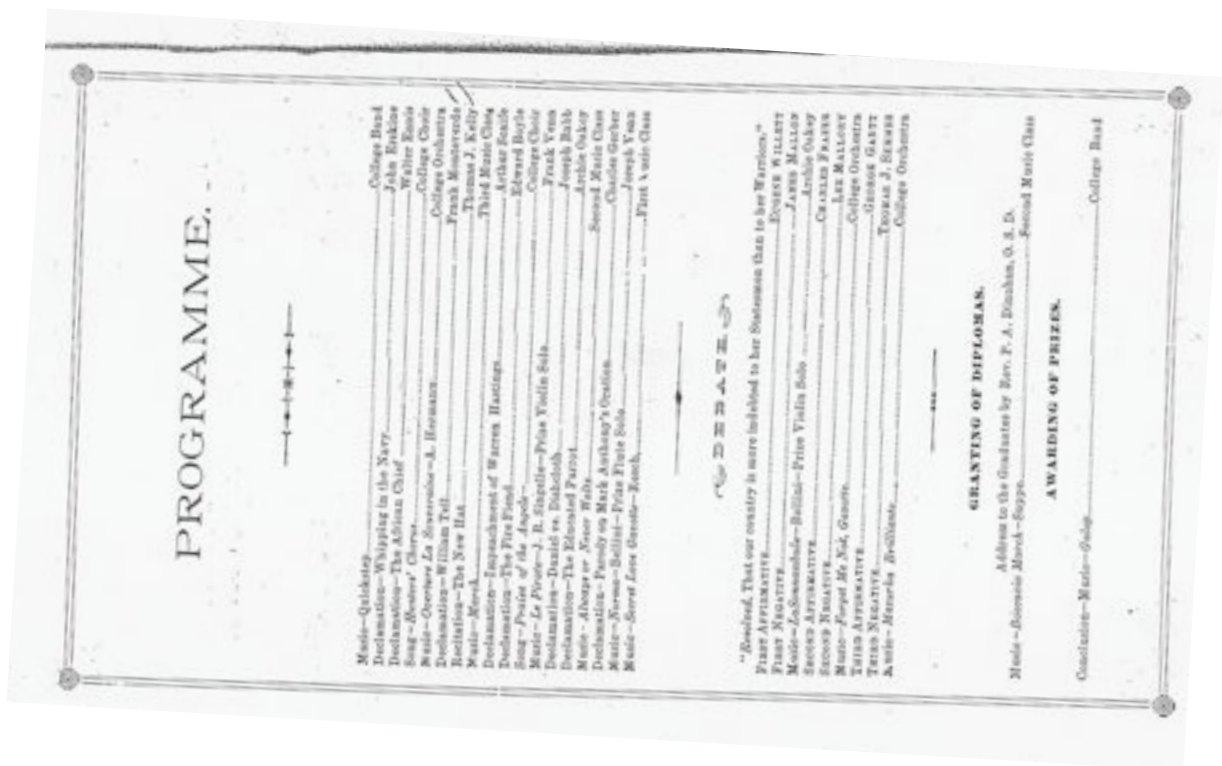 PROGRAMME.
Music—Quickstep College Band
Declamation—Whipping in the Navy John Erskine
Declamation—The African Chief Walter
Song—Hunters' Chorus College Choir
Music—Overture La Souveraine—A. Hermann College Orchestra
Declamation—William Tell Frank Monteverde
Recitation—The New Hat Thomas J. Kelly
Music—March Third Music Class
Declamation—Impeachment of Warren Hastings Arthur
Declamation—The Fire Fiend Edward Boyle
Song—Praises of the Angels College Choir
Music—Le Pirate—J. B. Singelie—Prize Violin Solo Frank Venn
Declamation—Daniel vs. Dishcloth Joseph Babb
Declamation—The Educated Parrot Archie Oakey
Music—Always or Never Waltz Second Music Class
Declamation—Parody on Mark Anthony's Oration Charles Garber
Music—Norma—Bellini—Prize Flute Solo Joseph Venn
Music—Secret Love Gavotte—Resch First Music Class
DEBATE
"Resolved, That our country is more indebted to her Statesmen than to her Warriors."
FIRST AFFIRMATIVE EUGENE WILLETT
FIRST NEGATIVE JAMES MALLON
Music—La Sonnambula—Bellini—Prize Violin Solo Archie Oakey
SECOND AFFIRMATIVE CHARLES FRASER
SECOND NEGATIVE LEE MALLORY
Music—Forget Me Not, Gavotte College Orchestra
THIRD AFFIRMATIVE GEORGE GARTT
THIRD NEGATIVE THOMAS J. SEMMES
Music—Mazurka Brilliante College Orchestra
GRANTING OF DIPLOMAS.
Address to the Graduates by Rev. P. A. Dinahan, O. S. D.
Music—Boccacio March—Suppe Second Music Class
AWARDING OF PRIZES.
Conclusion—Music—Galop College Band